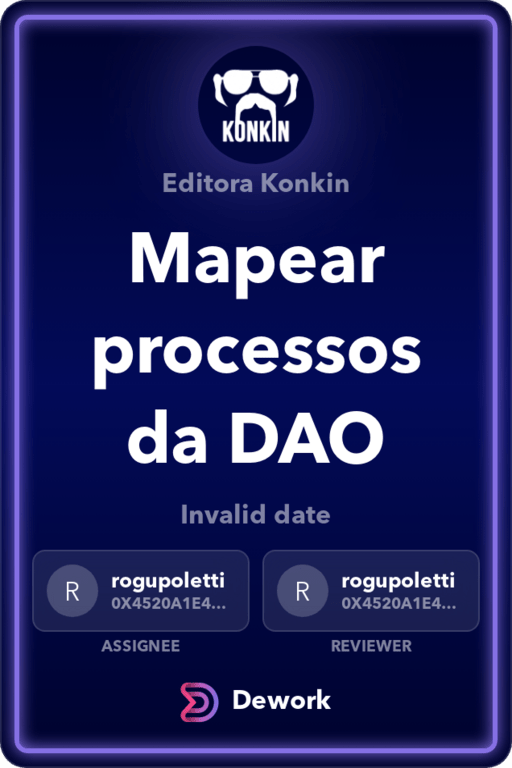 KONKIN
Editora Konkin
Mapear
processos
da DAO
Invalid date
R rogupoletti
0X4520A1E4...
R rogupoletti
0X4520A1E4...
ASSIGNEE
REVIEWER
Dework